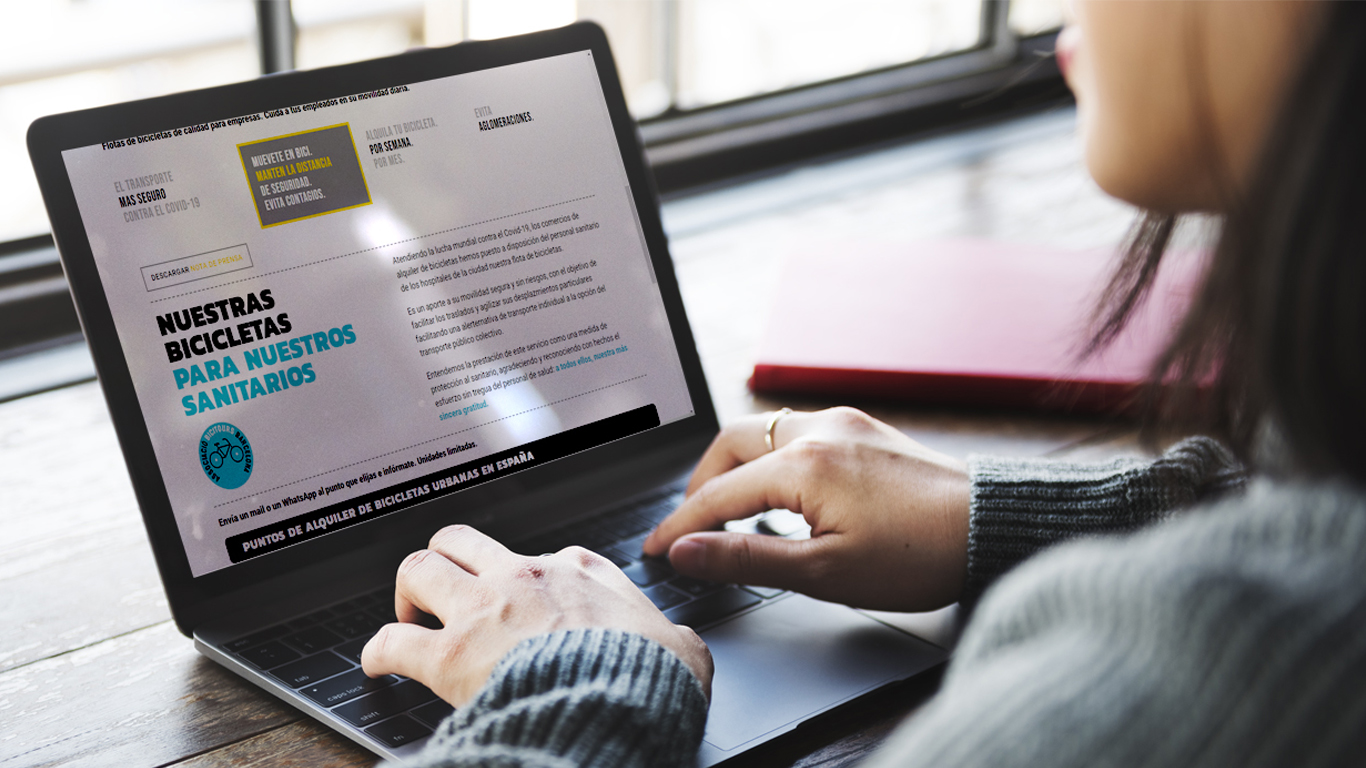 Flotas de bicicletas de calidad para empresas. Cuida a tus empleados en su movilidad diaria.
EL TRANSPORTE
MAS SEGURO
CONTRA EL COVID-19
MUEVETE EN BICI.
MANTEN LA DISTANCIA
DE SEGURIDAD.
EVITA CONTAGIOS.
ALQUILA TU BICICLETA.
POR SEMANA.
POR MES.
EVITA
AGLOMERACIONES.
DESCARGAR NOTA DE PRENSA
NUESTRAS
BICICLETAS
PARA NUESTROS
SANITARIOS
ASSOCIACIÓ BICITOURS BARCELONA
Atendiendo la lucha mundial contra el Covid-19, los comercios de
alquiler de bicicletas hemos puesto a disposición del personal sanitario
de los hospitales de la ciudad nuestra flota de bicicletas.
Es un aporte a su movilidad segura y sin riesgos, con el objetivo de
facilitar los traslados y agilizar sus desplazmientos particulares
facilitando una alerternativa de transporte individual a la opción del
transporte público colectivo.
Entendemos la prestación de este servicio como una medida de
protección al sanitario, agradeciendo y reconociendo con hechos el
esfuerzo sin tregua del personal de salud: a todos ellos, nuestra más
sincera gratitud.
Envía un mail o un WhatsApp al punto que elijas e infórmate. Unidades limitadas.
PUNTOS DE ALQUILER DE BICICLETAS URBANAS EN ESPAÑA
tab
caps lock
shift
fn